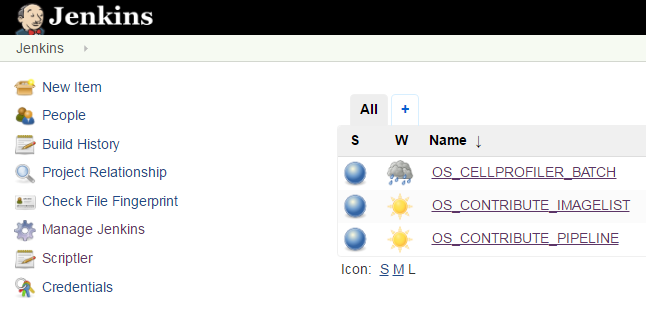 Jenkins
Jenkins
New Item
People
Build History
Project Relationship
Check File Fingerprint
Manage Jenkins
Scriptler
Credentials
All +
S W Name ↓
OS_CELLPROFILER_BATCH
OS_CONTRIBUTE_IMAGELIST
OS_CONTRIBUTE_PIPELINE
Icon: S M L